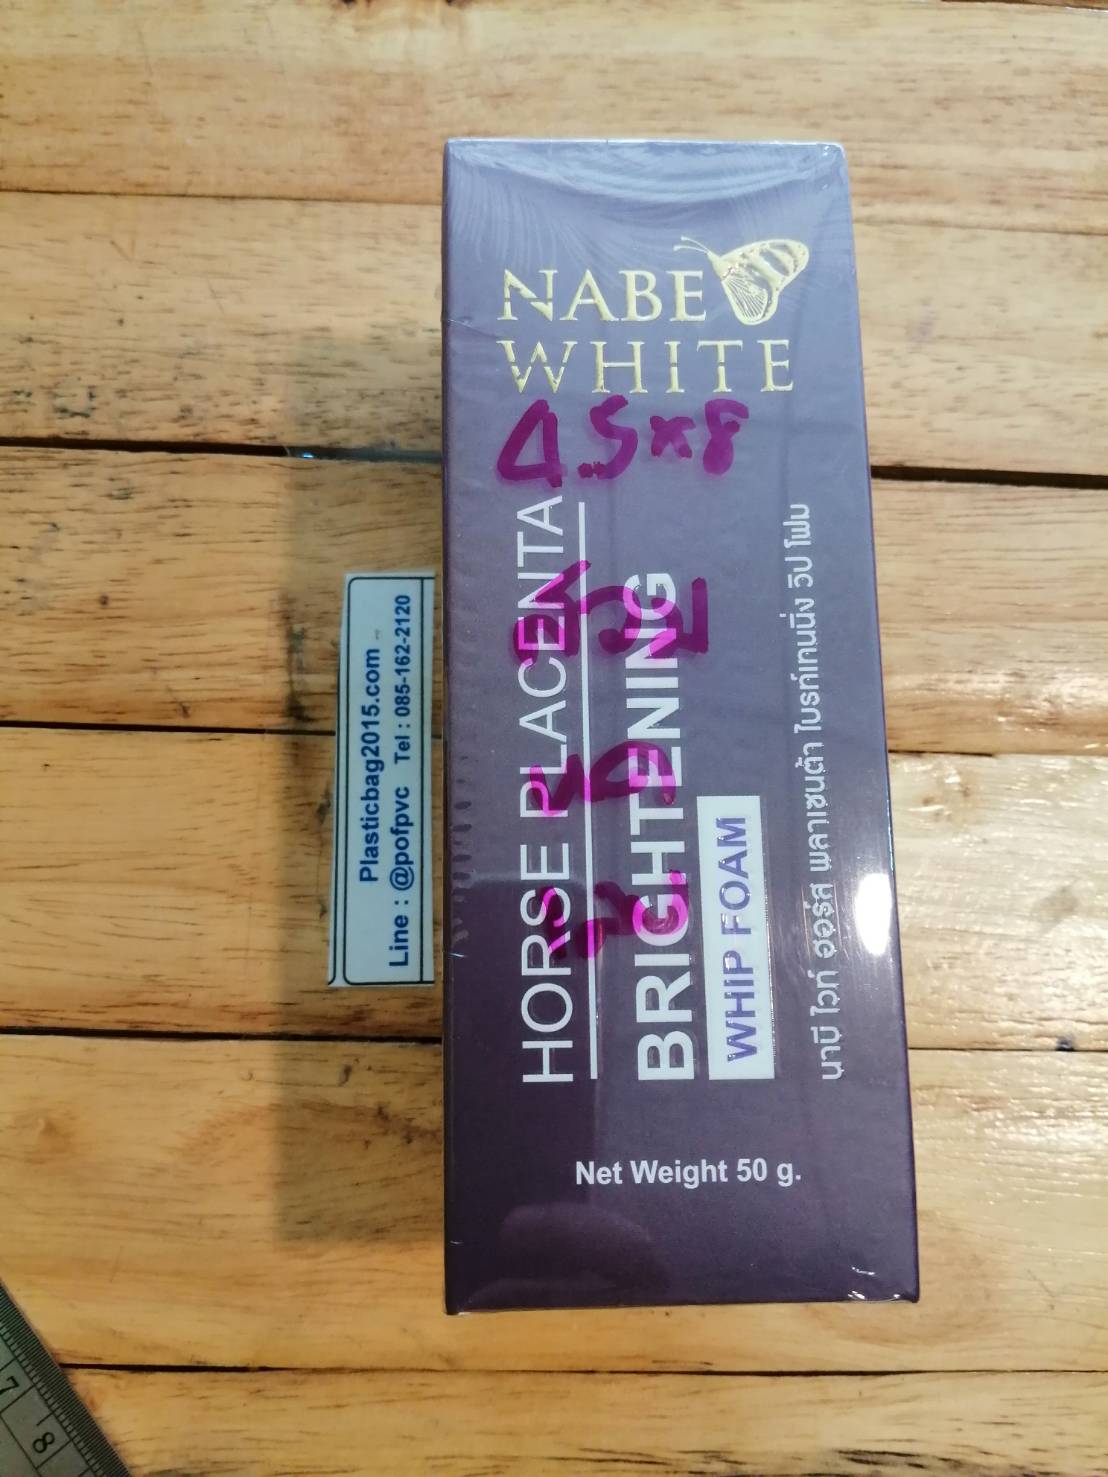 NABE
WHITE
4.5x8
HORSE PLACENTA
BRIGHTENING
WHIP FOAM
นาบี ไวท์ ฮอร์ส พลาเซนต้า ไบรท์เทนนิ่ง วิป โฟม
Net Weight 50 g.
Plasticbag2015.com
Line : @pofpvc Tel : 085-162-2120
7
8